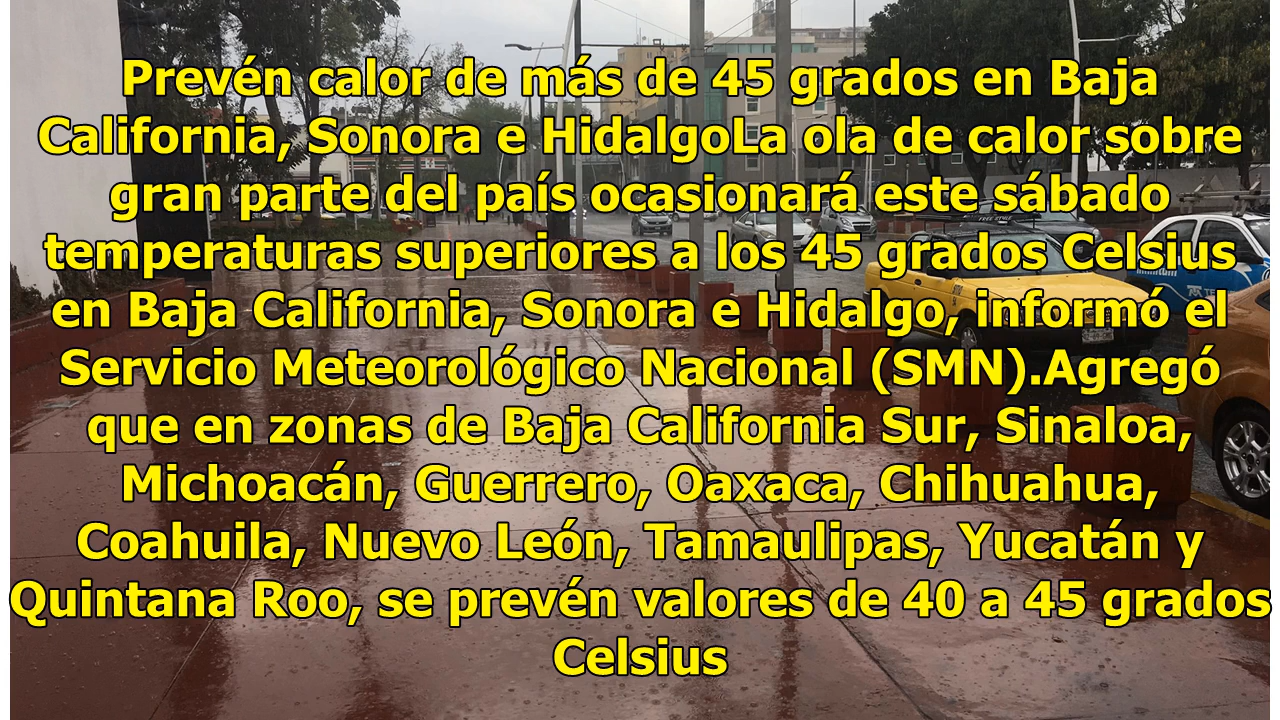 Prevén calor de más de 45 grados en Baja
California, Sonora e HidalgoLa ola de calor sobre
gran parte del país ocasionará este sábado
temperaturas superiores a los 45 grados Celsius
en Baja California, Sonora e Hidalgo, informó el
Servicio Meteorológico Nacional (SMN).Agregó
que en zonas de Baja California Sur, Sinaloa,
Michoacán, Guerrero, Oaxaca, Chihuahua,
Coahuila, Nuevo León, Tamaulipas, Yucatán y
Quintana Roo, se prevén valores de 40 a 45 grados
Celsius